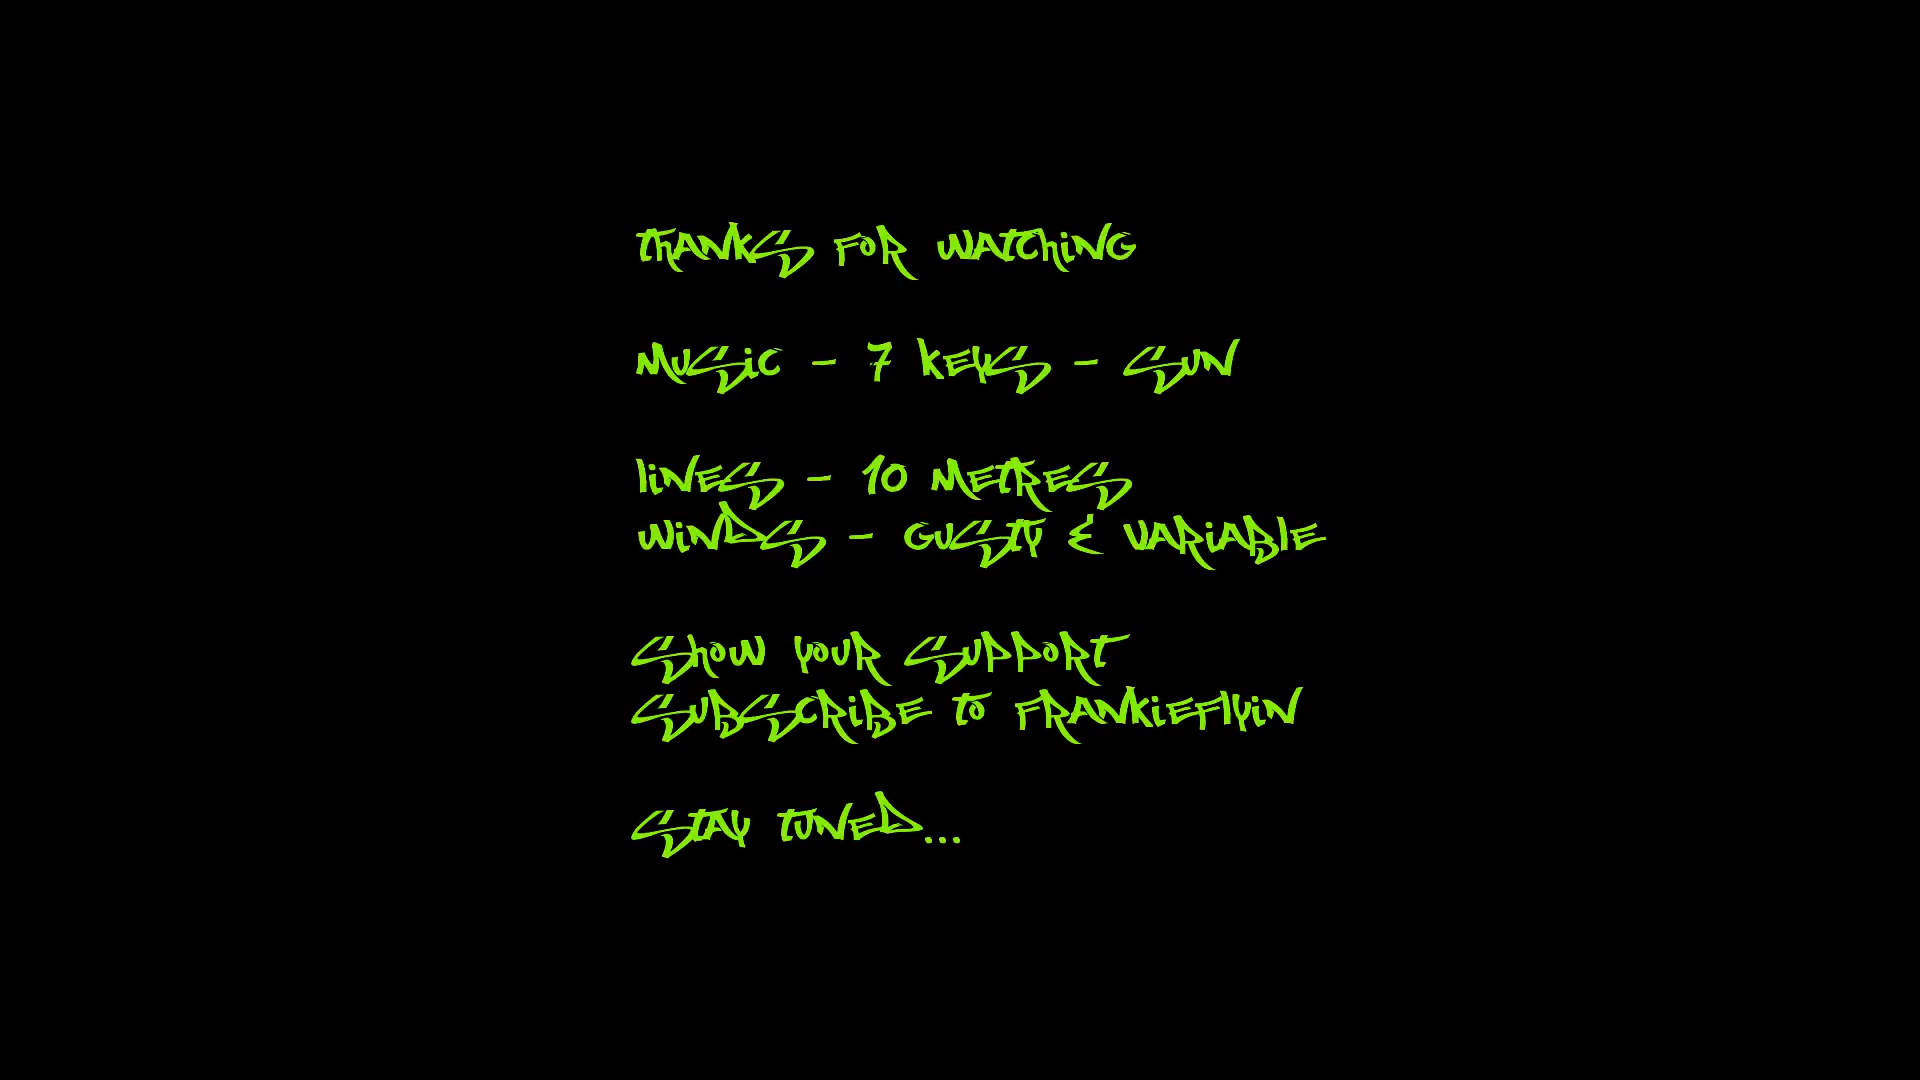 thanks for watching
Music - 7 keys - Sun
lines - 10 metres
winds - gusty & variable
Show your Support
Subscribe to frankieflyin
Stay tuned...